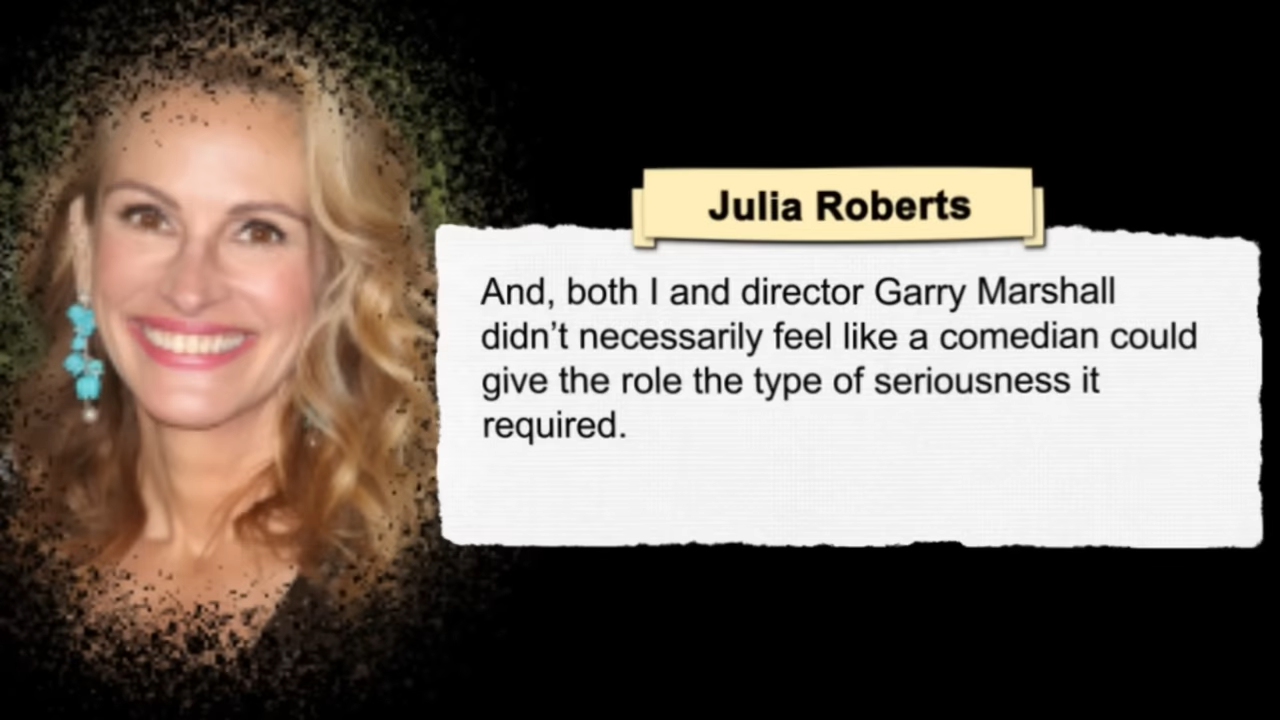 Julia Roberts
And, both I and director Garry Marshall
didn’t necessarily feel like a comedian could
give the role the type of seriousness it
required.